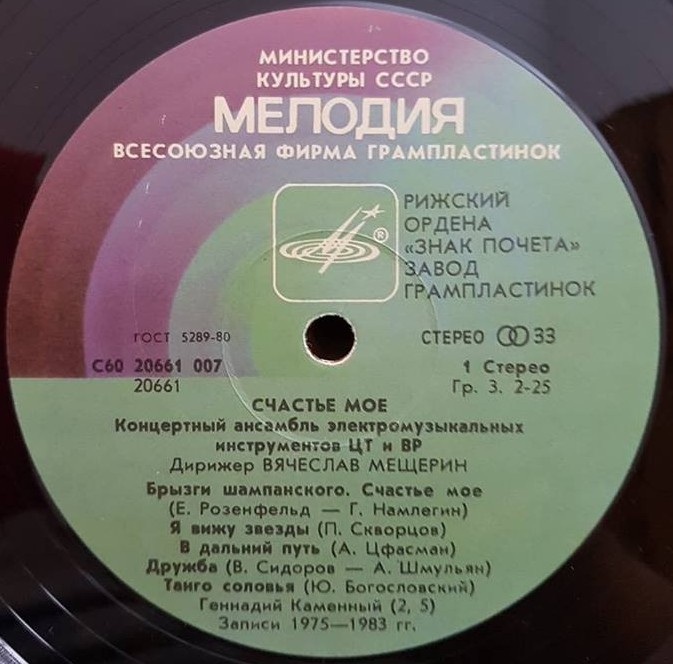 МИНИСТЕРСТВО
КУЛЬТУРЫ СССР
МЕЛОДИЯ
ВСЕСОЮЗНАЯ ФИРМА ГРАМПЛАСТИНОК
®
РИЖСКИЙ
ОРДЕНА
«ЗНАК ПОЧЕТА»
ЗАВОД
ГРАМПЛАСТИНОК
ГОСТ 5289-80
СТЕРЕО 33
С60 20661 007
1 Стерео
20661
Гр. 3. 2-25
СЧАСТЬЕ МОЕ
Концертный ансамбль электромузыкальных
инструментов ЦТ и ВР
Дирижер ВЯЧЕСЛАВ МЕЩЕРИН
Брызги шампанского. Счастье мое
(Е. Розенфельд — Г. Намлегин)
Я вижу звезды (П. Скворцов)
В дальний путь (А. Цфасман)
Дружба (В. Сидоров — А. Шмульян)
Танго соловья (Ю. Богословский)
Геннадий Каменный (2, 5)
Записи 1975—1983 гг.